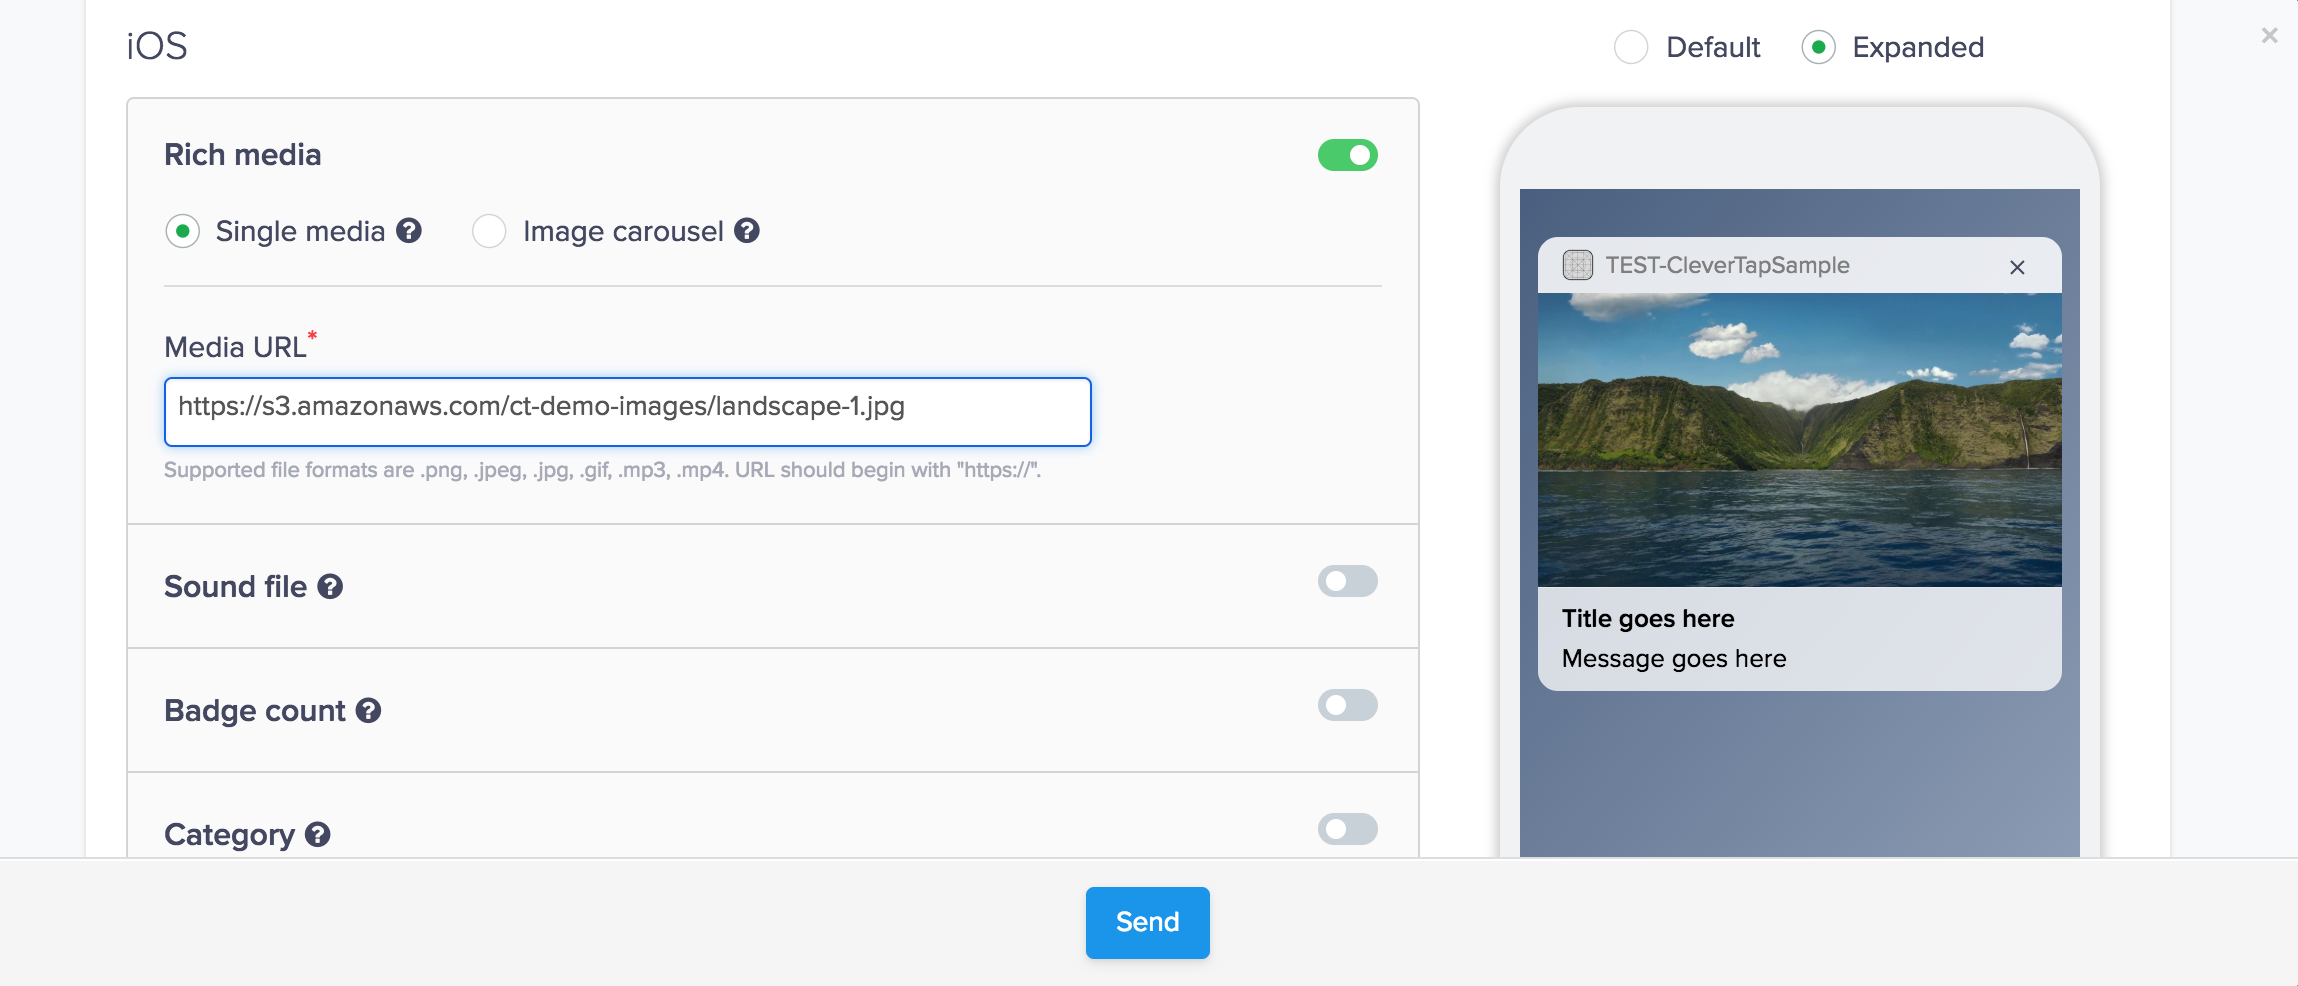 iOS
Default
Expanded
×
Rich media
Single media ?
Image carousel ?
Media URL*
https://s3.amazonaws.com/ct-demo-images/landscape-1.jpg
Supported file formats are .png, .jpeg, .jpg, .gif, .mp3, .mp4. URL should begin with "https://".
Sound file ?
Badge count ?
Category ?
TEST-CleverTapSample
×
Title goes here
Message goes here
Send